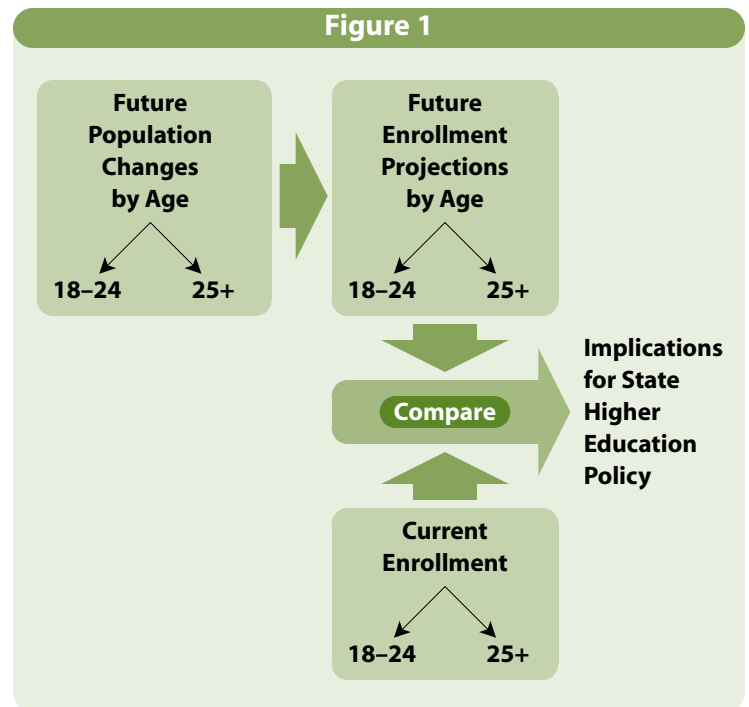 Figure 1
Future
Population
Changes
by Age
18–24 25+
Future
Enrollment
Projections
by Age
18–24 25+
Compare
Implications
for State
Higher
Education
Policy
Current
Enrollment
18–24 25+